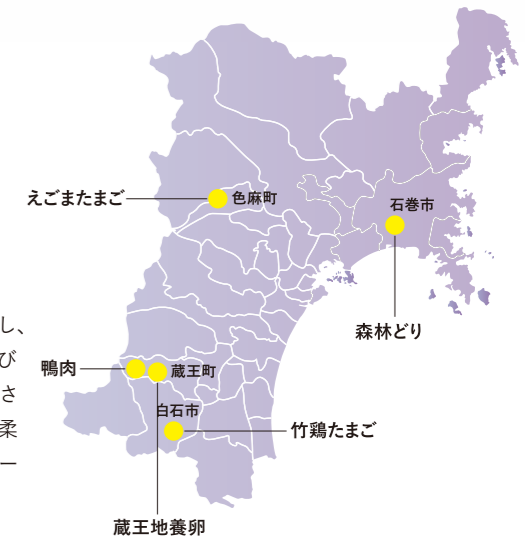 えごまたまご
色麻町
石巻市
森林どり
し、
び
さ
柔
ー
鴨肉
蔵王町
白石市
竹鶏たまご
蔵王地養卵